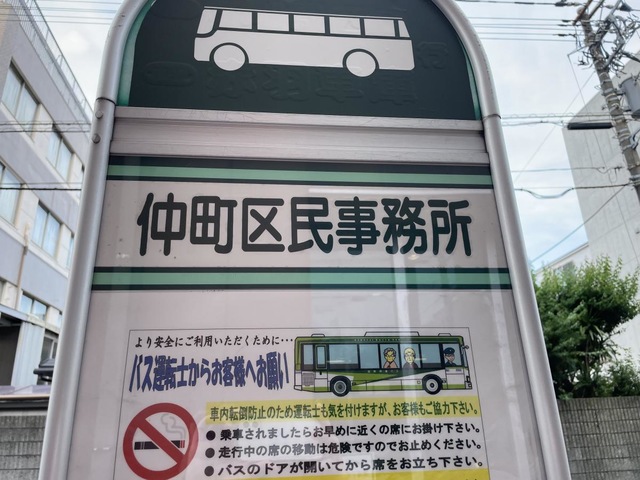 仲町区民事務所
より安全にご利用いただくために･･･
バス運転士からお客様へお願い
車内転倒防止のため運転士も気を付けますが、お客様もご協力下さい。
● 乗車されましたらお早めに近くの席にお掛け下さい。
● 走行中の席の移動は危険ですのでお止めください。
● バスのドアが開いてから席をお立ち下さい。